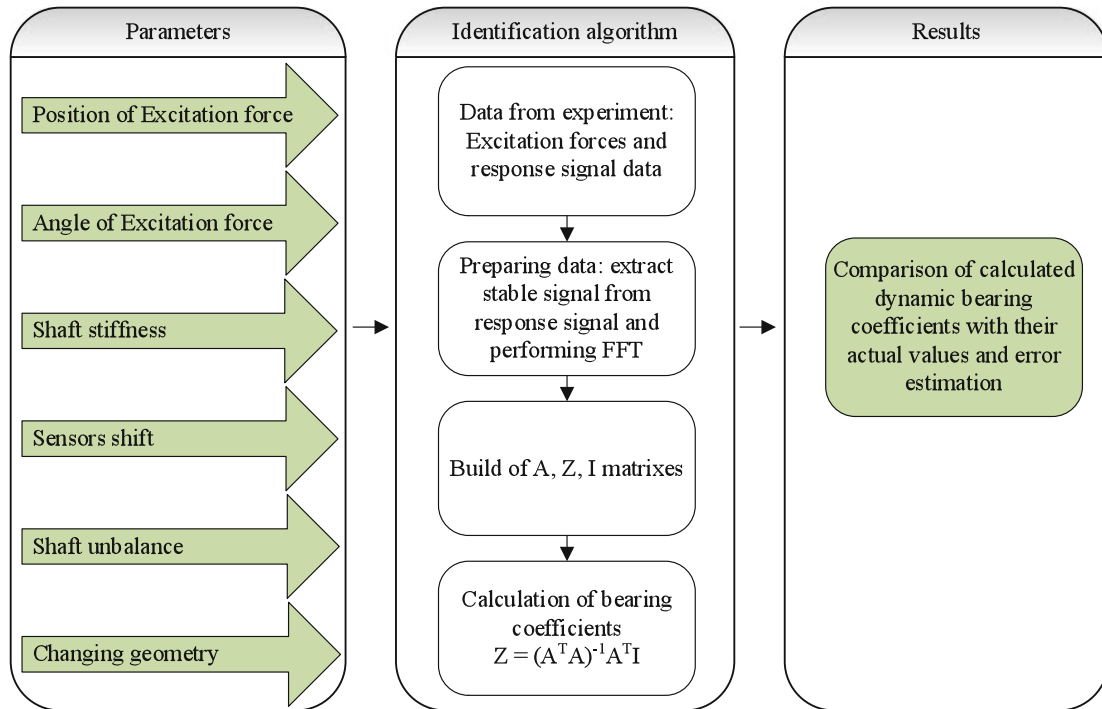 Parameters
Position of Excitation force
Angle of Excitation force
Shaft stiffness
Sensors shift
Shaft unbalance
Changing geometry
Identification algorithm
Data from experiment:
Excitation forces and
response signal data
Preparing data: extract
stable signal from
response signal and
performing FFT
Build of A, Z, I matrixes
Calculation of bearing
coefficients
Z = (AᵀA)⁻¹AᵀI
Results
Comparison of calculated
dynamic bearing
coefficients with their
actual values and error
estimation